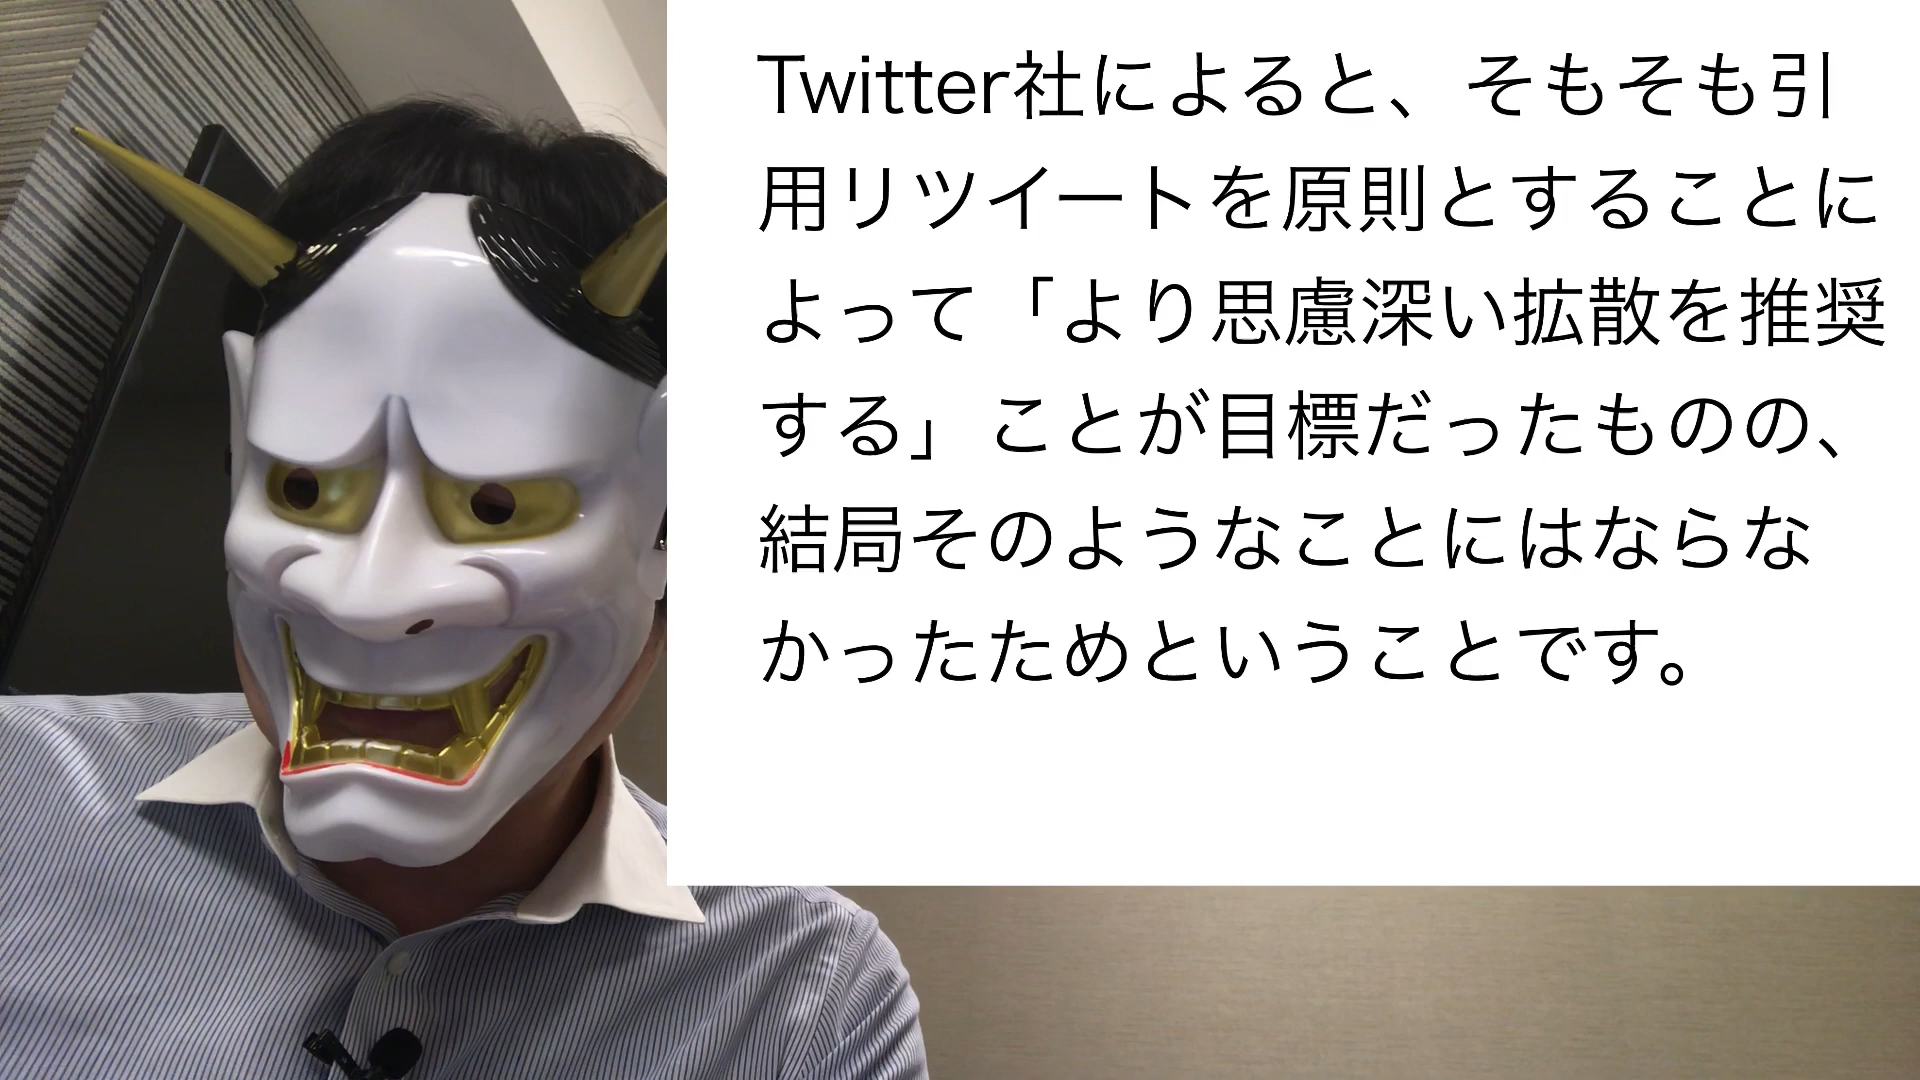 Twitter社によると、そもそも引
用リツイートを原則とすることに
よって「より思慮深い拡散を推奨
する」ことが目標だったものの、
結局そのようなことにはならな
かったためということです。